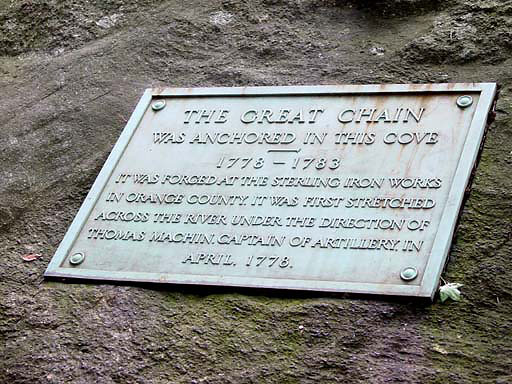 THE GREAT CHAIN
WAS ANCHORED IN THIS COVE
1778 - 1783
IT WAS FORGED AT THE STERLING IRON WORKS
IN ORANGE COUNTY. IT WAS FIRST STRETCHED
ACROSS THE RIVER UNDER THE DIRECTION OF
THOMAS MACHIN, CAPTAIN OF ARTILLERY, IN
APRIL, 1778.